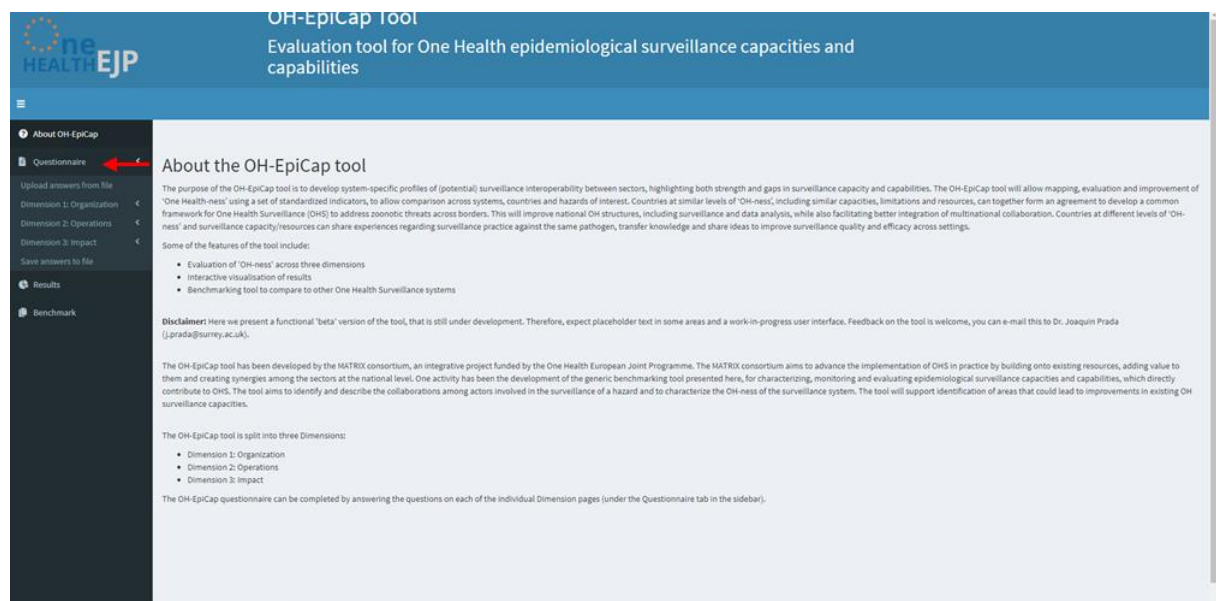 OH-EpiCap Tool
One
HEALTH EJP
Evaluation tool for One Health epidemiological surveillance capacities and
capabilities
About OH-EpiCap
Questionnaire
Upload answers from file
Dimension 1: Organization
Dimension 2: Operations
Dimension 3: Impact
Save answers to file
Results
Benchmark
About the OH-EpiCap tool
The purpose of the OH-EpiCap tool is to develop system-specific profiles of (potential) surveillance interoperability between sectors, highlighting both strength and gaps in surveillance capacity and capabilities. The OH-EpiCap tool will allow mapping, evaluation and improvement of
'One Health-ness' using a set of standardized indicators, to allow comparison across systems, countries and hazards of interest. Countries at similar levels of 'OH-ness', including similar capacities, limitations and resources, can together form an agreement to develop a common
framework for One Health Surveillance (OHS) to address zoonotic threats across borders. This will improve national OH structures, including surveillance and data analysis, while also facilitating better integration of multinational collaboration. Countries at different levels of 'OH-
ness' and surveillance capacity/resources can share experiences regarding surveillance practice against the same pathogen, transfer knowledge and share ideas to improve surveillance quality and efficacy across settings.
Some of the features of the tool include:
• Evaluation of 'OH-ness' across three dimensions
• Interactive visualisation of results
• Benchmarking tool to compare to other One Health Surveillance systems
Disclaimer: Here we present a functional 'beta' version of the tool, that is still under development. Therefore, expect placeholder text in some areas and a work-in-progress user interface. Feedback on the tool is welcome, you can e-mail this to Dr. Joaquin Prada
(j.prada@surrey.ac.uk).
The OH-EpiCap tool has been developed by the MATRIX consortium, an integrative project funded by the One Health European Joint Programme. The MATRIX consortium aims to advance the implementation of OHS in practice by building onto existing resources, adding value to
them and creating synergies among the sectors at the national level. One activity has been the development of the generic benchmarking tool presented here, for characterizing, monitoring and evaluating epidemiological surveillance capacities and capabilities, which directly
contribute to OHS. The tool aims to identify and describe the collaborations among actors involved in the surveillance of a hazard and to characterize the OH-ness of the surveillance system. The tool will support identification of areas that could lead to improvements in existing OH
surveillance capacities.
The OH-EpiCap tool is split into three Dimensions:
• Dimension 1: Organization
• Dimension 2: Operations
• Dimension 3: Impact
The OH-EpiCap questionnaire can be completed by answering the questions on each of the individual Dimension pages (under the Questionnaire tab in the sidebar).